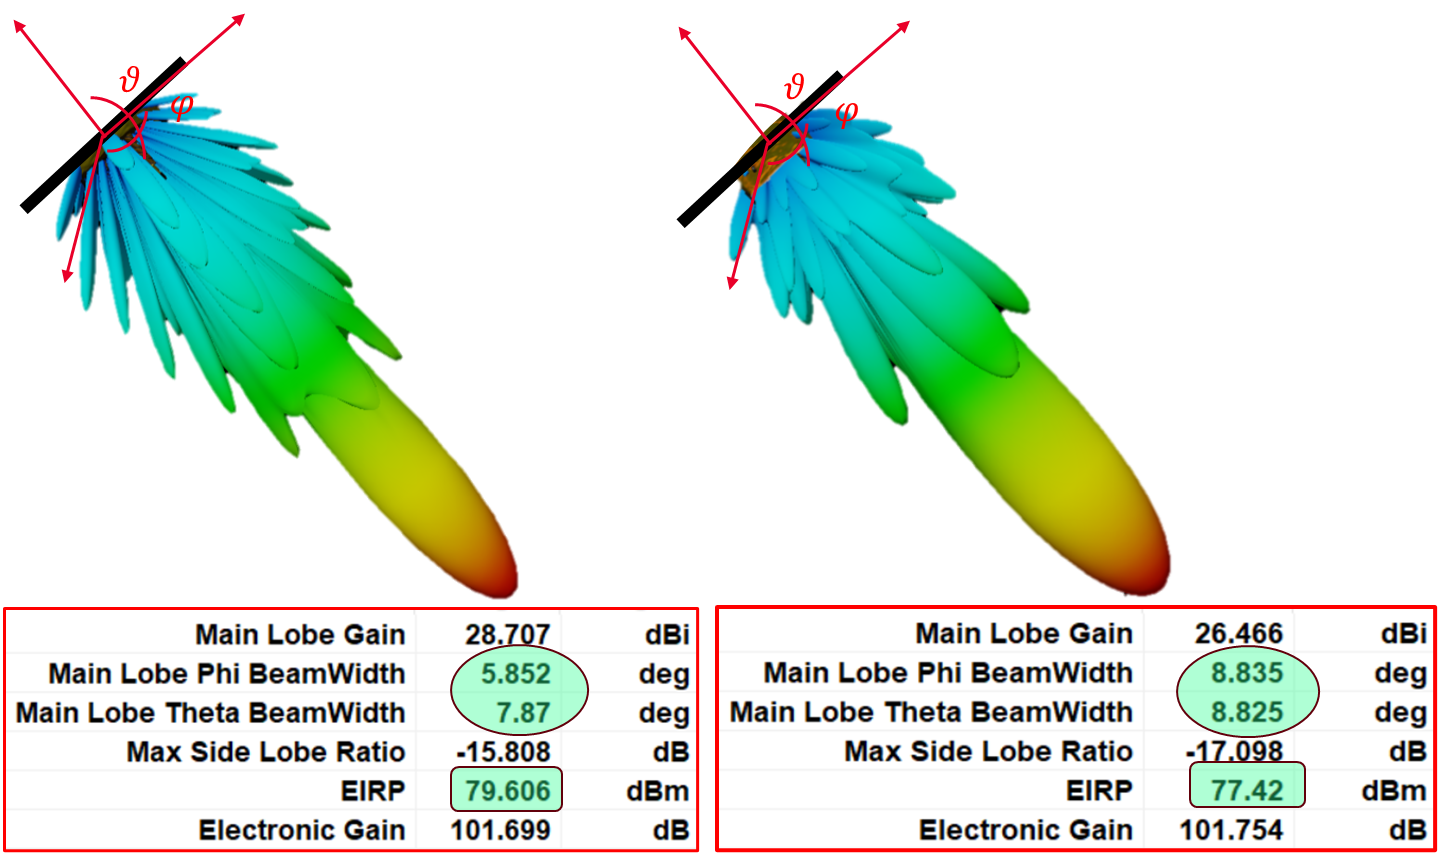 ϑ
φ
ϑ
φ
Main Lobe Gain 28.707 dBi
Main Lobe Phi BeamWidth 5.852 deg
Main Lobe Theta BeamWidth 7.87 deg
Max Side Lobe Ratio -15.808 dB
EIRP 79.606 dBm
Electronic Gain 101.699 dB
Main Lobe Gain 26.466 dBi
Main Lobe Phi BeamWidth 8.835 deg
Main Lobe Theta BeamWidth 8.825 deg
Max Side Lobe Ratio -17.098 dB
EIRP 77.42 dBm
Electronic Gain 101.754 dB